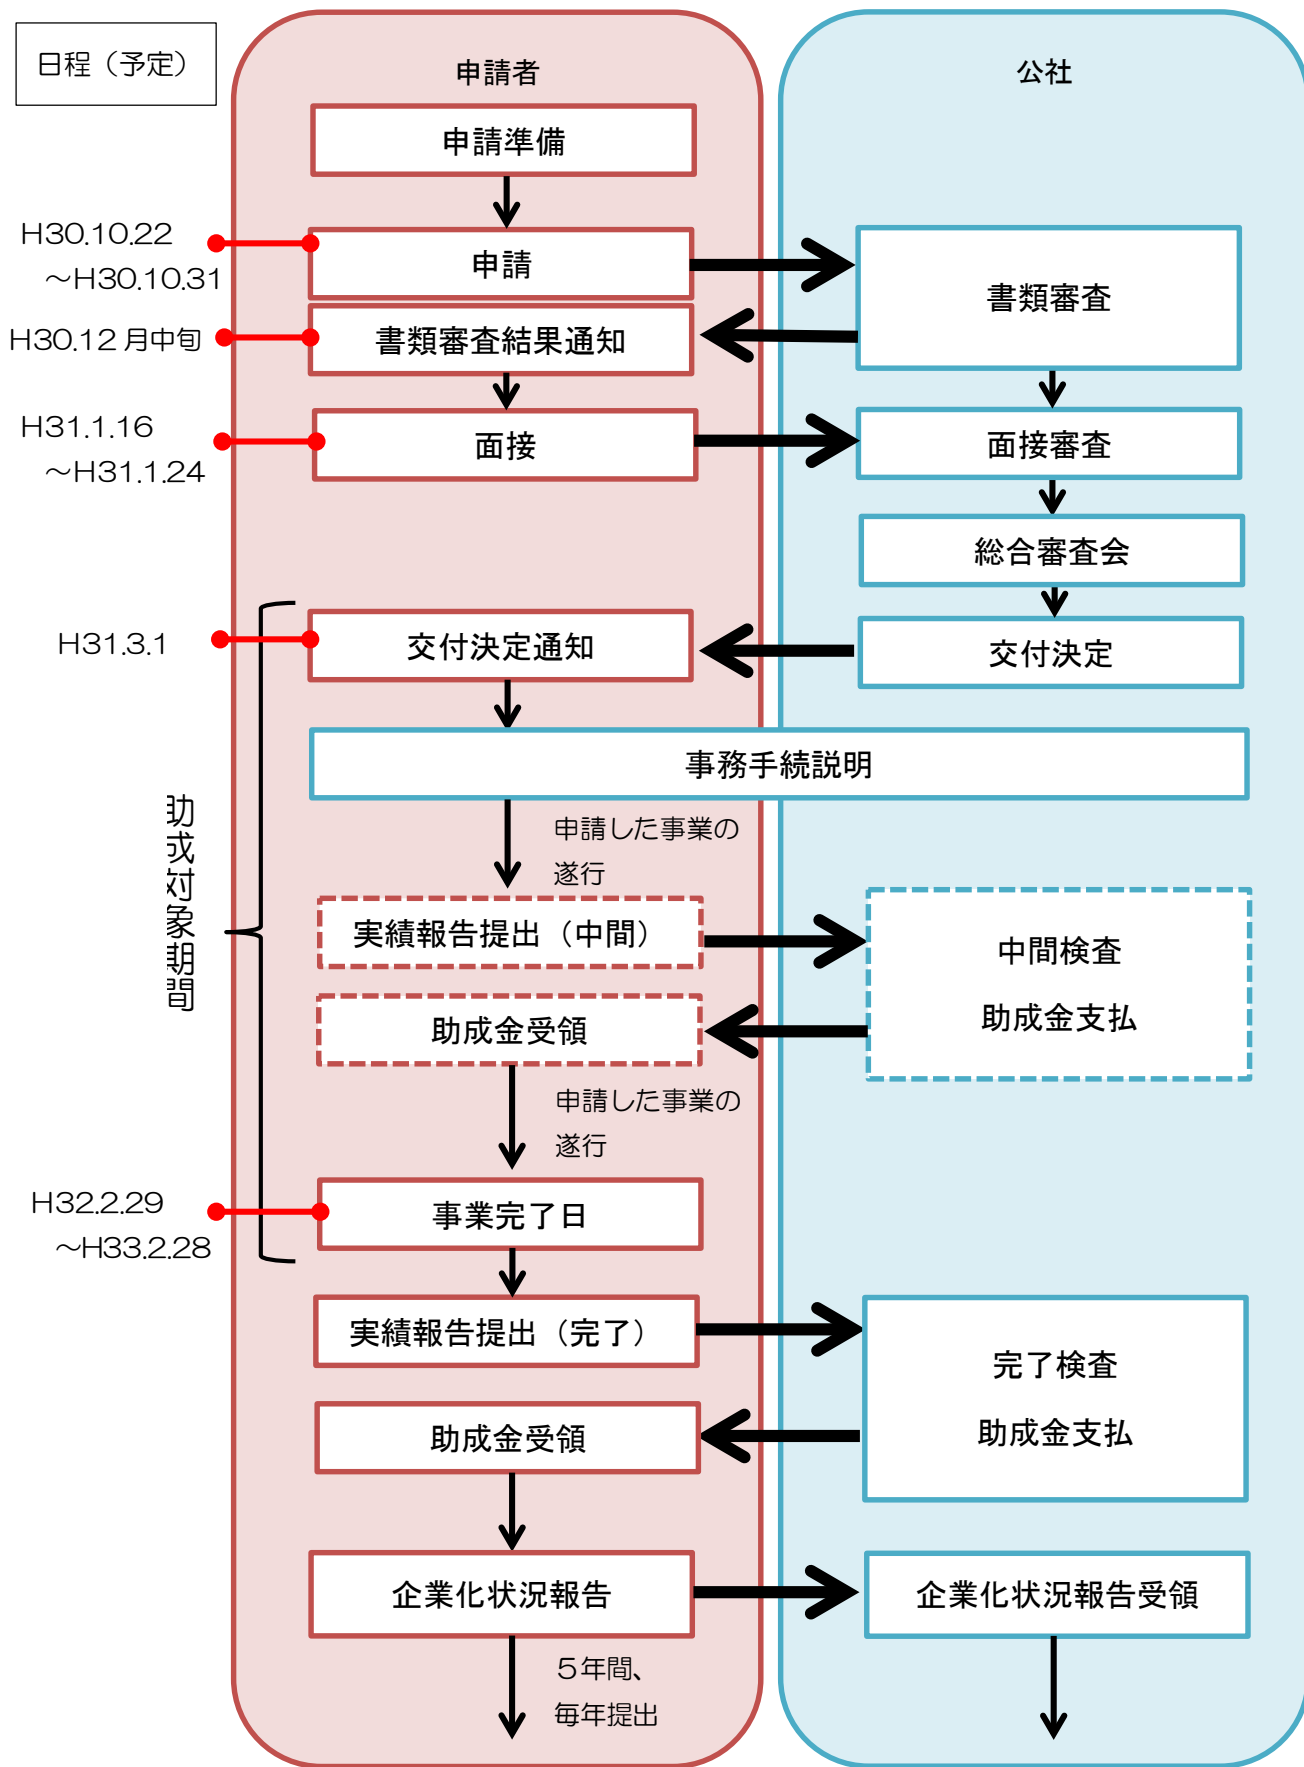 日程（予定）
申請者
公社
申請準備
H30.10.22
～H30.10.31
申請
書類審査
H30.12月中旬
書類審査結果通知
H31.1.16
～H31.1.24
面接
面接審査
総合審査会
H31.3.1
交付決定通知
交付決定
事務手続説明
助成対象期間
申請した事業の
遂行
実績報告提出（中間）
中間検査
助成金受領
助成金支払
申請した事業の
遂行
H32.2.29
～H33.2.28
事業完了日
実績報告提出（完了）
完了検査
助成金受領
助成金支払
企業化状況報告
企業化状況報告受領
５年間、
毎年提出